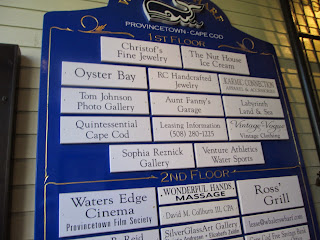 PROVINCETOWN · CAPE COD
1ST FLOOR
Christof's
Fine Jewelry
The Nut House
Ice Cream
Oyster Bay
RC Handcrafted
Jewelry
KARMIC CONNECTION
Tom Johnson
Photo Gallery
Aunt Fanny's
Garage
Labyrinth
Land & Sea
Quintessential
Cape Cod
Leasing Information
(508) 280-1225
Vintage Vogue
Vintage Clothing
Sophia Reznick
Gallery
Venture Athletics
Water Sports
2ND FLOOR
Waters Edge
Cinema
Provincetown Film Society
WONDERFUL HANDS
MASSAGE
David M. Colburn III, CPA
Ross'
Grill
SilverGlassArt Gallery